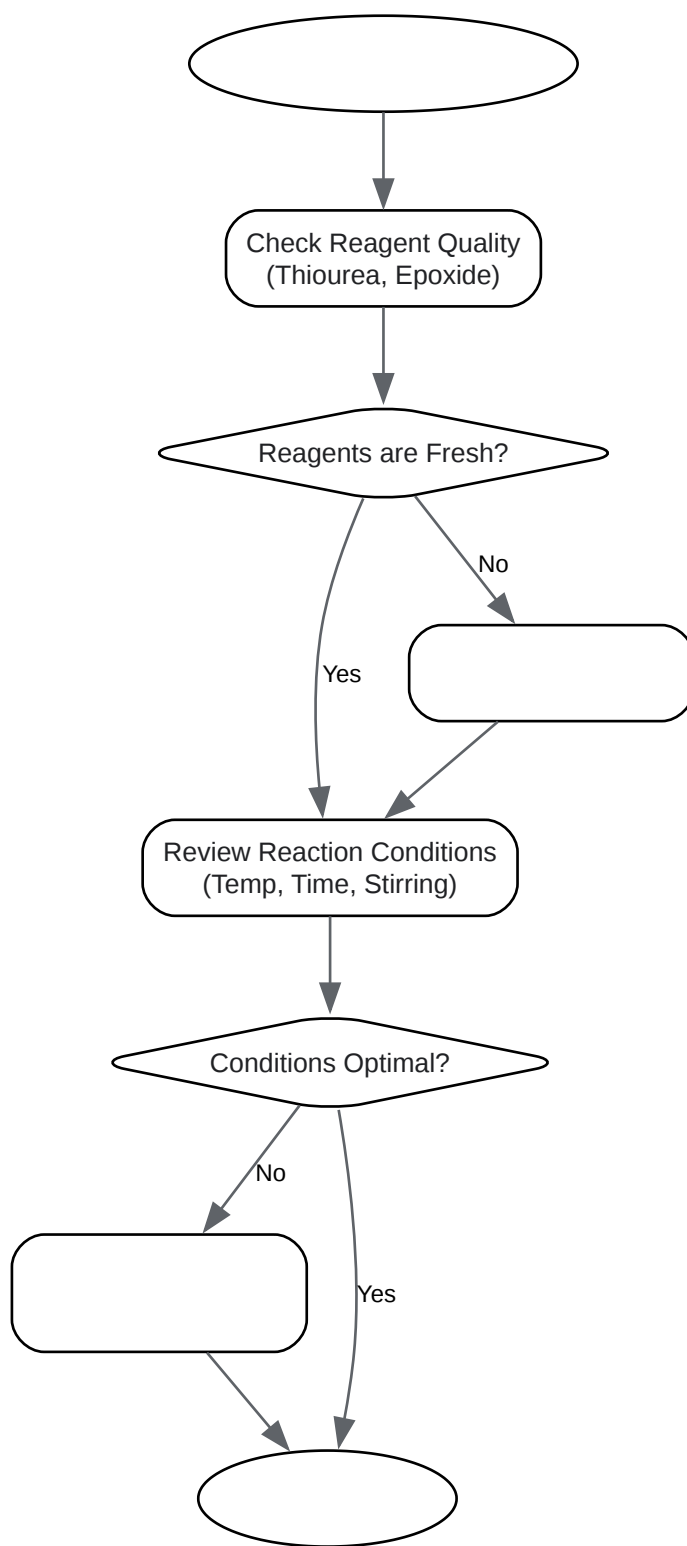 Check Reagent Quality
(Thiourea, Epoxide)
Reagents are Fresh?
No
Yes
Review Reaction Conditions
(Temp, Time, Stirring)
Conditions Optimal?
No
Yes